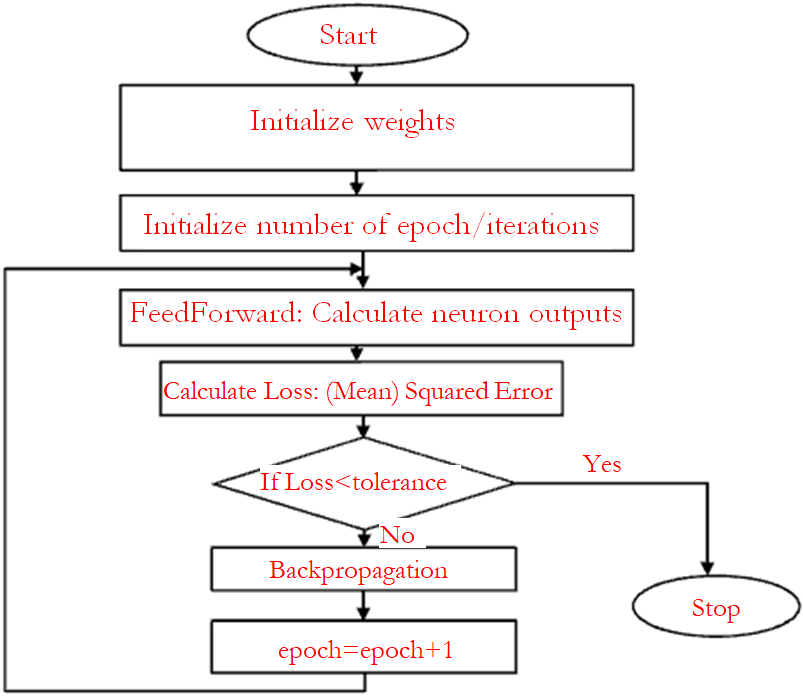 Start
Initialize weights
Initialize number of epoch/iterations
FeedForward: Calculate neuron outputs
Calculate Loss: (Mean) Squared Error
If Loss<tolerance
Yes
No
Backpropagation
Stop
epoch=epoch+1